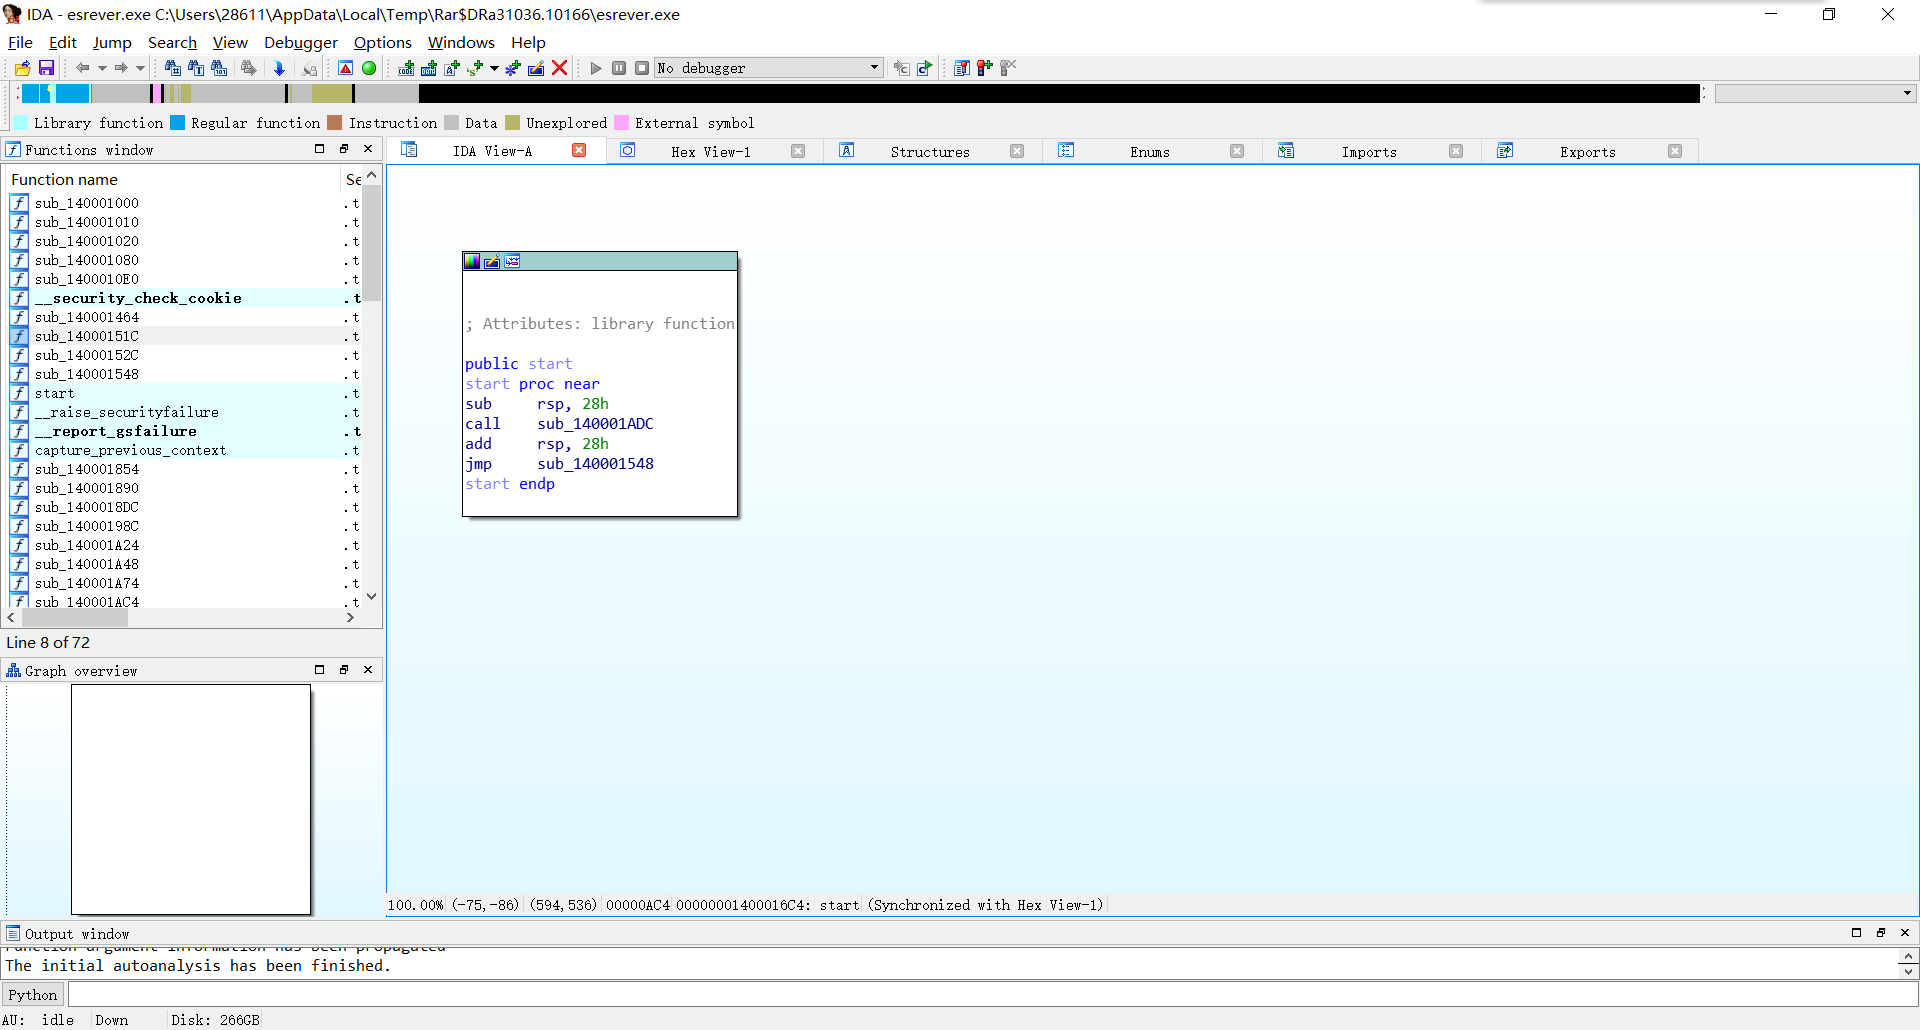 IDA - esrever.exe C:\Users\28611\AppData\Local\Temp\Rar$DRa31036.10166\esrever.exe
File Edit Jump Search View Debugger Options Windows Help
No debugger
Library function Regular function Instruction Data Unexplored External symbol
Functions window
IDA View-A Hex View-1 Structures Enums Imports Exports
Function name Se
sub_140001000 .t
sub_140001010 .t
sub_140001020 .t
sub_140001080 .t
sub_1400010E0 .t
__security_check_cookie .t
sub_140001464 .t
sub_14000151C .t
sub_14000152C .t
sub_140001548 .t
start .t
__raise_securityfailure .t
__report_gsfailure .t
capture_previous_context .t
sub_140001854 .t
sub_140001890 .t
sub_1400018DC .t
sub_14000198C .t
sub_140001A24 .t
sub_140001A48 .t
sub_140001A74 .t
sub_140001AC4 .t
Line 8 of 72
Graph overview
; Attributes: library function
public start
start proc near
sub rsp, 28h
call sub_140001ADC
add rsp, 28h
jmp sub_140001548
start endp
100.00% (-75,-86) (594,536) 00000AC4 00000001400016C4: start (Synchronized with Hex View-1)
Output window
Function argument information has been propagated
The initial autoanalysis has been finished.
Python
AU: idle Down Disk: 266GB